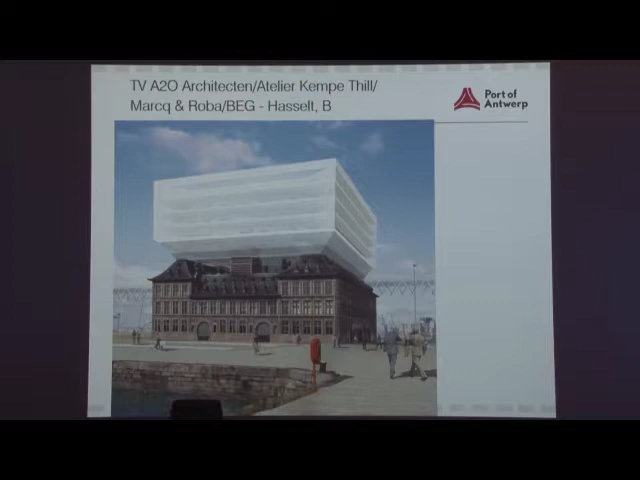 TV A2O Architecten/Atelier Kempe Thill/
Marcq & Roba/BEG - Hasselt, B
Port of
Antwerp